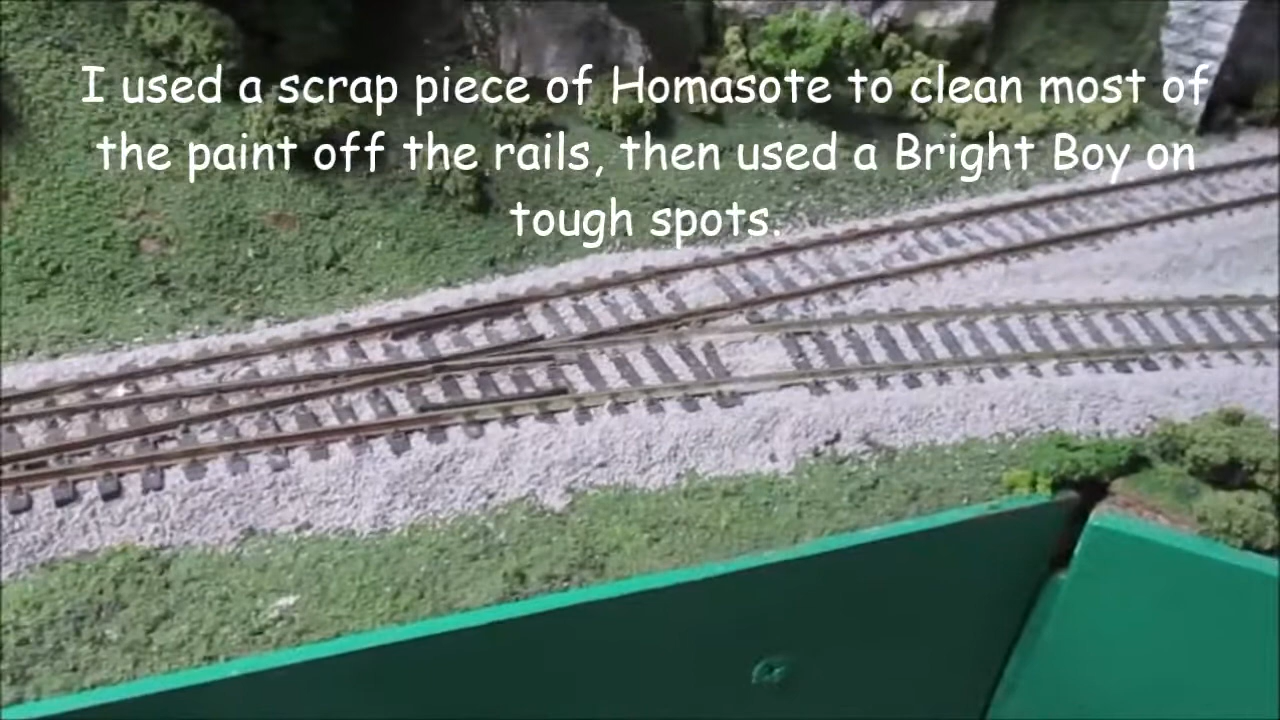 I used a scrap piece of Homasote to clean most of
the paint off the rails, then used a Bright Boy on
tough spots.